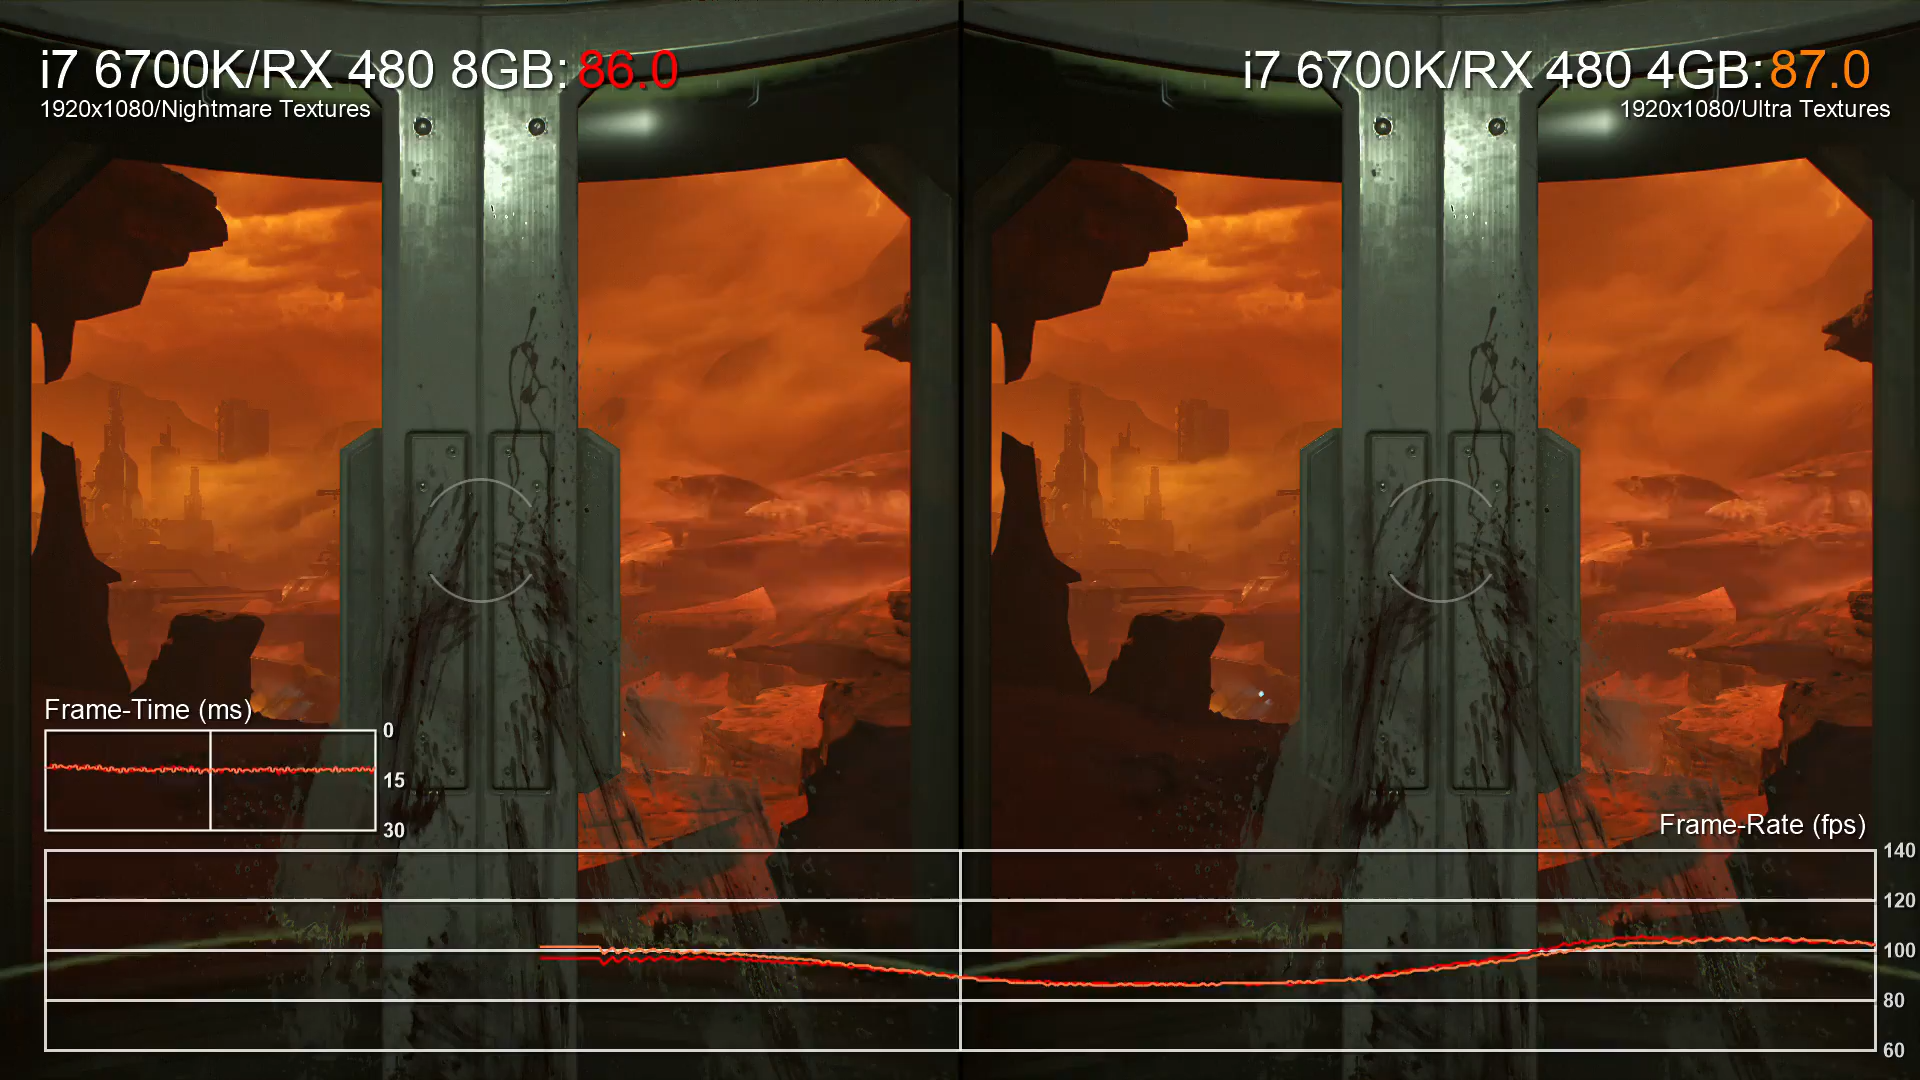 i7 6700K/RX 480 8GB: 86.0
1920x1080/Nightmare Textures
i7 6700K/RX 480 4GB: 87.0
1920x1080/Ultra Textures
Frame-Time (ms)
0
15
30
Frame-Rate (fps)
140
120
100
80
60